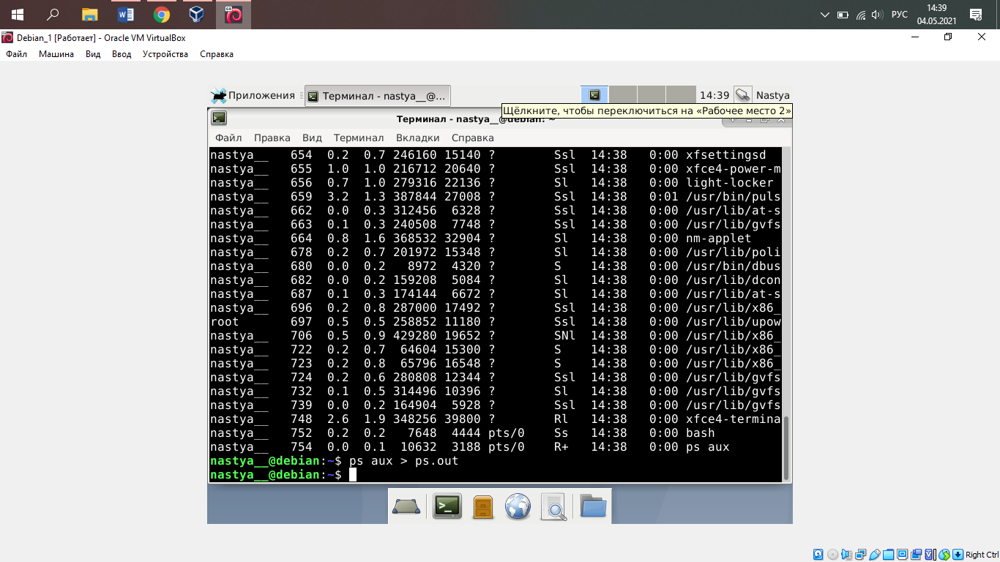 РУС
14:39
04.05.2021
Debian_1 [Работает] - Oracle VM VirtualBox
Файл Машина Вид Ввод Устройства Справка
Приложения Терминал - nastya__@... 14:39 Nastya
Щёлкните, чтобы переключиться на «Рабочее место 2»
Терминал - nastya__@debian: ~
Файл Правка Вид Терминал Вкладки Справка
nastya__ 654 0.2 0.7 246160 15140 ? Ssl 14:38 0:00 xfsettingsd
nastya__ 655 1.0 1.0 216712 20640 ? Ssl 14:38 0:00 xfce4-power-m
nastya__ 656 0.7 1.0 279316 22136 ? Sl 14:38 0:00 light-locker
nastya__ 659 3.2 1.3 387844 27008 ? Ssl 14:38 0:01 /usr/bin/puls
nastya__ 662 0.0 0.3 312456 6328 ? Ssl 14:38 0:00 /usr/lib/at-s
nastya__ 663 0.1 0.3 240508 7748 ? Ssl 14:38 0:00 /usr/lib/gvfs
nastya__ 664 0.8 1.6 368532 32904 ? Sl 14:38 0:00 nm-applet
nastya__ 678 0.2 0.7 201972 15348 ? Sl 14:38 0:00 /usr/lib/poli
nastya__ 680 0.0 0.2 8972 4320 ? S 14:38 0:00 /usr/bin/dbus
nastya__ 682 0.0 0.2 159208 5084 ? Sl 14:38 0:00 /usr/lib/dcon
nastya__ 687 0.1 0.3 174144 6672 ? Sl 14:38 0:00 /usr/lib/at-s
nastya__ 696 0.2 0.8 287000 17492 ? Ssl 14:38 0:00 /usr/lib/x86_
root 697 0.5 0.5 258852 11180 ? Ssl 14:38 0:00 /usr/lib/upow
nastya__ 706 0.5 0.9 429280 19652 ? SNl 14:38 0:00 /usr/lib/x86_
nastya__ 722 0.2 0.7 64604 15300 ? S 14:38 0:00 /usr/lib/x86_
nastya__ 723 0.2 0.8 65796 16548 ? S 14:38 0:00 /usr/lib/x86_
nastya__ 724 0.2 0.6 280808 12344 ? Ssl 14:38 0:00 /usr/lib/gvfs
nastya__ 732 0.1 0.5 314496 10396 ? Sl 14:38 0:00 /usr/lib/gvfs
nastya__ 739 0.0 0.2 164904 5928 ? Ssl 14:38 0:00 /usr/lib/gvfs
nastya__ 748 2.6 1.9 348256 39800 ? Rl 14:38 0:00 xfce4-termina
nastya__ 752 0.2 0.2 7648 4444 pts/0 Ss 14:38 0:00 bash
nastya__ 754 0.0 0.1 10632 3188 pts/0 R+ 14:38 0:00 ps aux
nastya__@debian:~$ ps aux > ps.out
nastya__@debian:~$
Right Ctrl